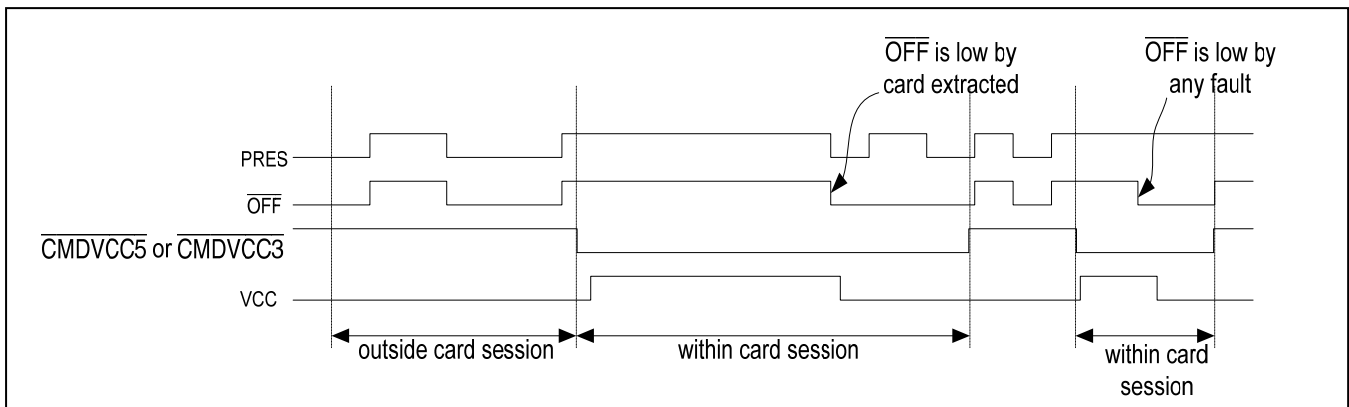 OFF is low by
card extracted
OFF is low by
any fault
PRES
OFF
CMDVCC5 or CMDVCC3
VCC
outside card session
within card session
within card
session